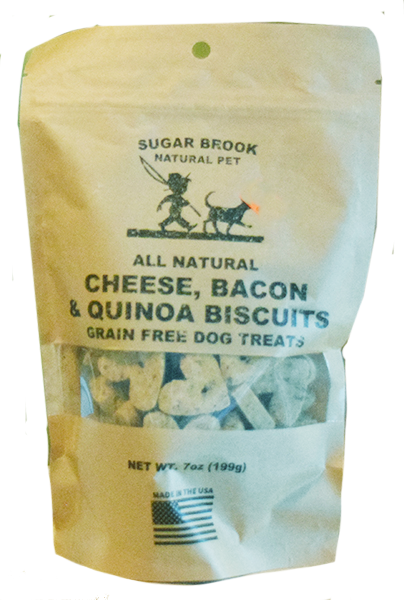 SUGAR BROOK
NATURAL PET
ALL NATURAL
CHEESE, BACON
& QUINOA BISCUITS
GRAIN FREE DOG TREATS
NET WT. 7oz (199g)
MADE IN THE USA